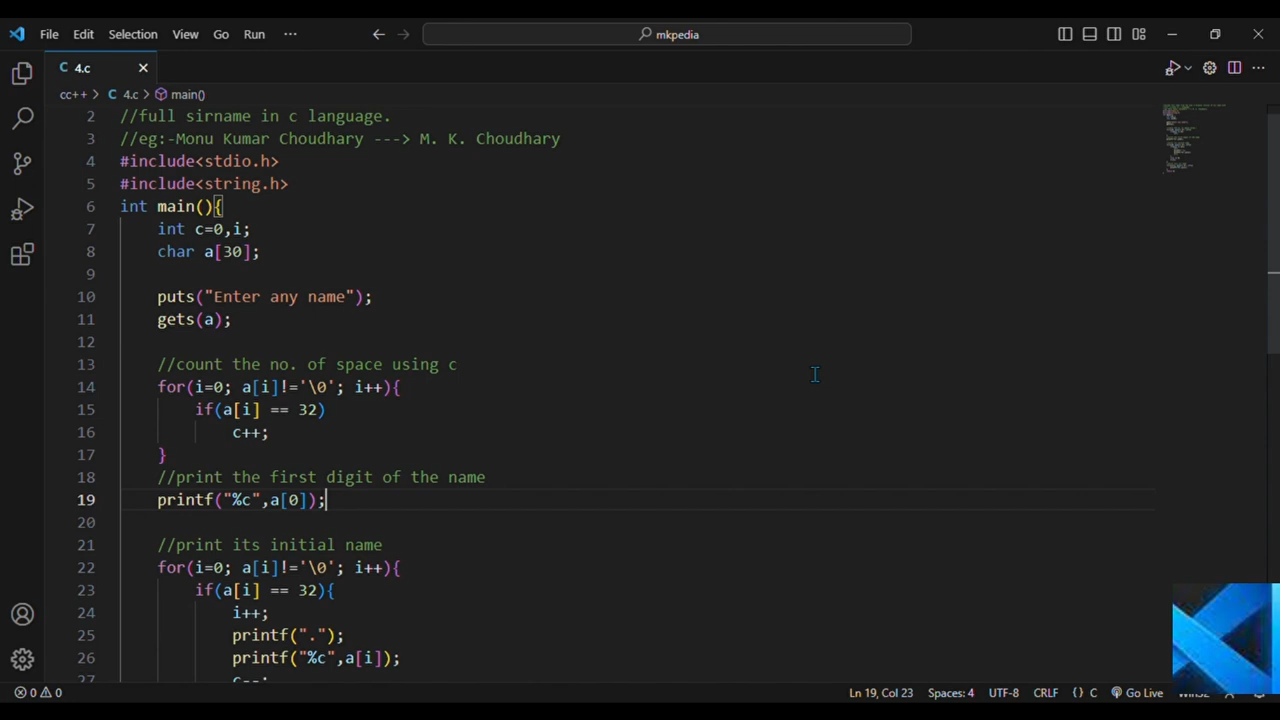 File Edit Selection View Go Run ··· mkpedia
4.c
cc++ > 4.c > main()
2 //full sirname in c language.
3 //eg:-Monu Kumar Choudhary ---> M. K. Choudhary
4 #include<stdio.h>
5 #include<string.h>
6 int main(){
7 int c=0,i;
8 char a[30];
9
10 puts("Enter any name");
11 gets(a);
12
13 //count the no. of space using c
14 for(i=0; a[i]!='\0'; i++){
15 if(a[i] == 32)
16 c++;
17 }
18 //print the first digit of the name
19 printf("%c",a[0]);
20
21 //print its initial name
22 for(i=0; a[i]!='\0'; i++){
23 if(a[i] == 32){
24 i++;
25 printf(".");
26 printf("%c",a[i]);
27
0 0 Ln 19, Col 23 Spaces: 4 UTF-8 CRLF {} C Go Live